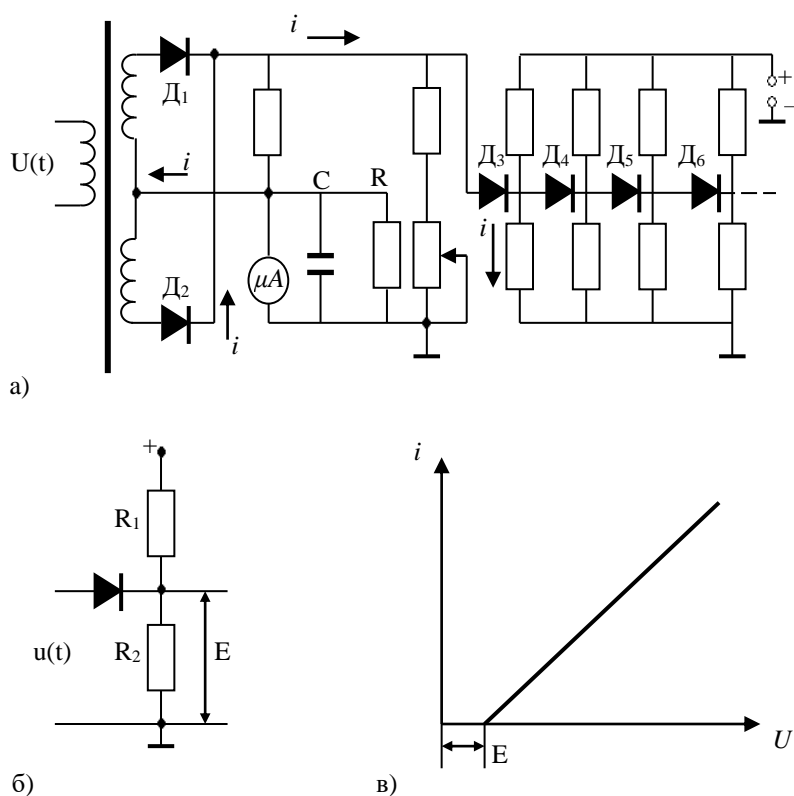 i
+
–
Д₁
Д₃
Д₄
Д₅
Д₆
U(t)
i
C
R
i
μA
Д₂
i
а)
+
i
R₁
u(t)
R₂
E
E
U
б)
в)